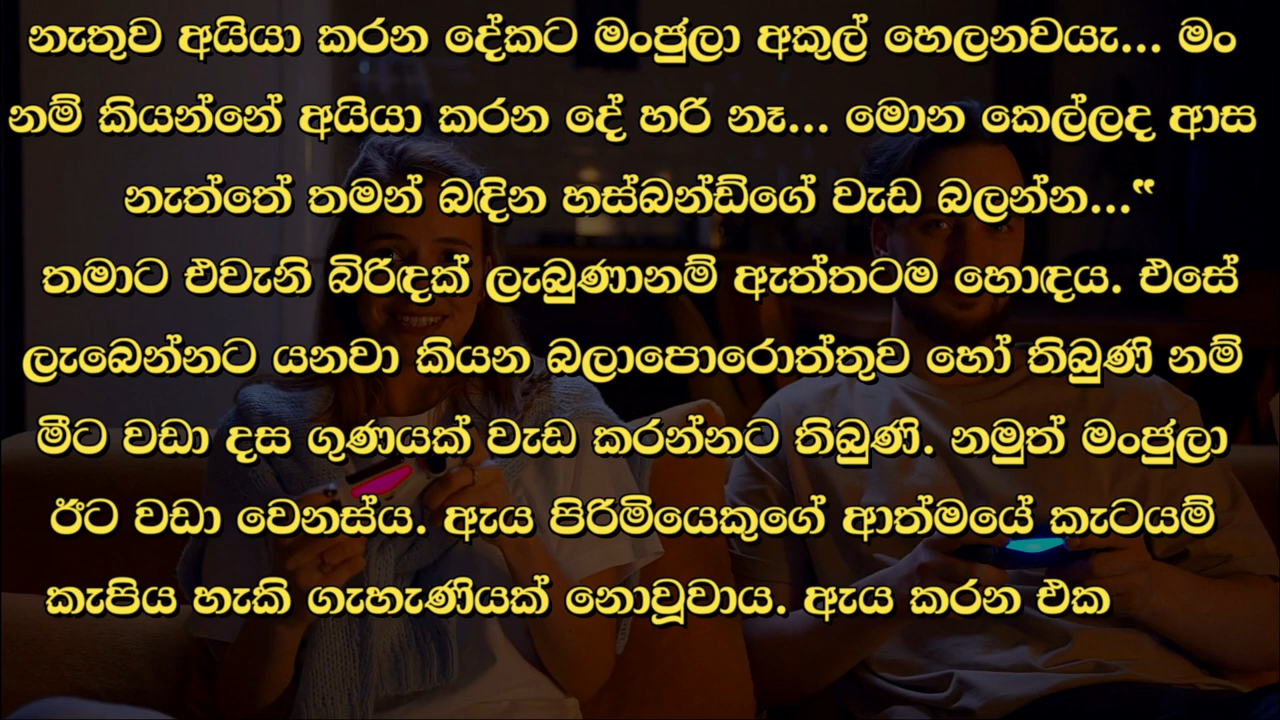 නැතුව අයියා කරන දේකට මංජුලා අකුල් හෙලනවයැ... මං
නම් කියන්නේ අයියා කරන දේ හරි නෑ... මොන කෙල්ලද ආස
නැත්තේ තමන් බඳින හස්බන්ඩ්ගේ වැඩ බලන්න...‟
තමාට එවැනි බිරිඳක් ලැබුණානම් ඇත්තටම හොඳය. එසේ
ලැබෙන්නට යනවා කියන බලාපොරොත්තුව හෝ තිබුණි නම්
මීට වඩා දස ගුණයක් වැඩ කරන්නට තිබුණි. නමුත් මංජුලා
ඊට වඩා වෙනස්ය. ඇය පිරිමියෙකුගේ ආත්මයේ කැටයම්
කැපිය හැකි ගැහැණියක් නොවූවාය. ඇය කරන එක